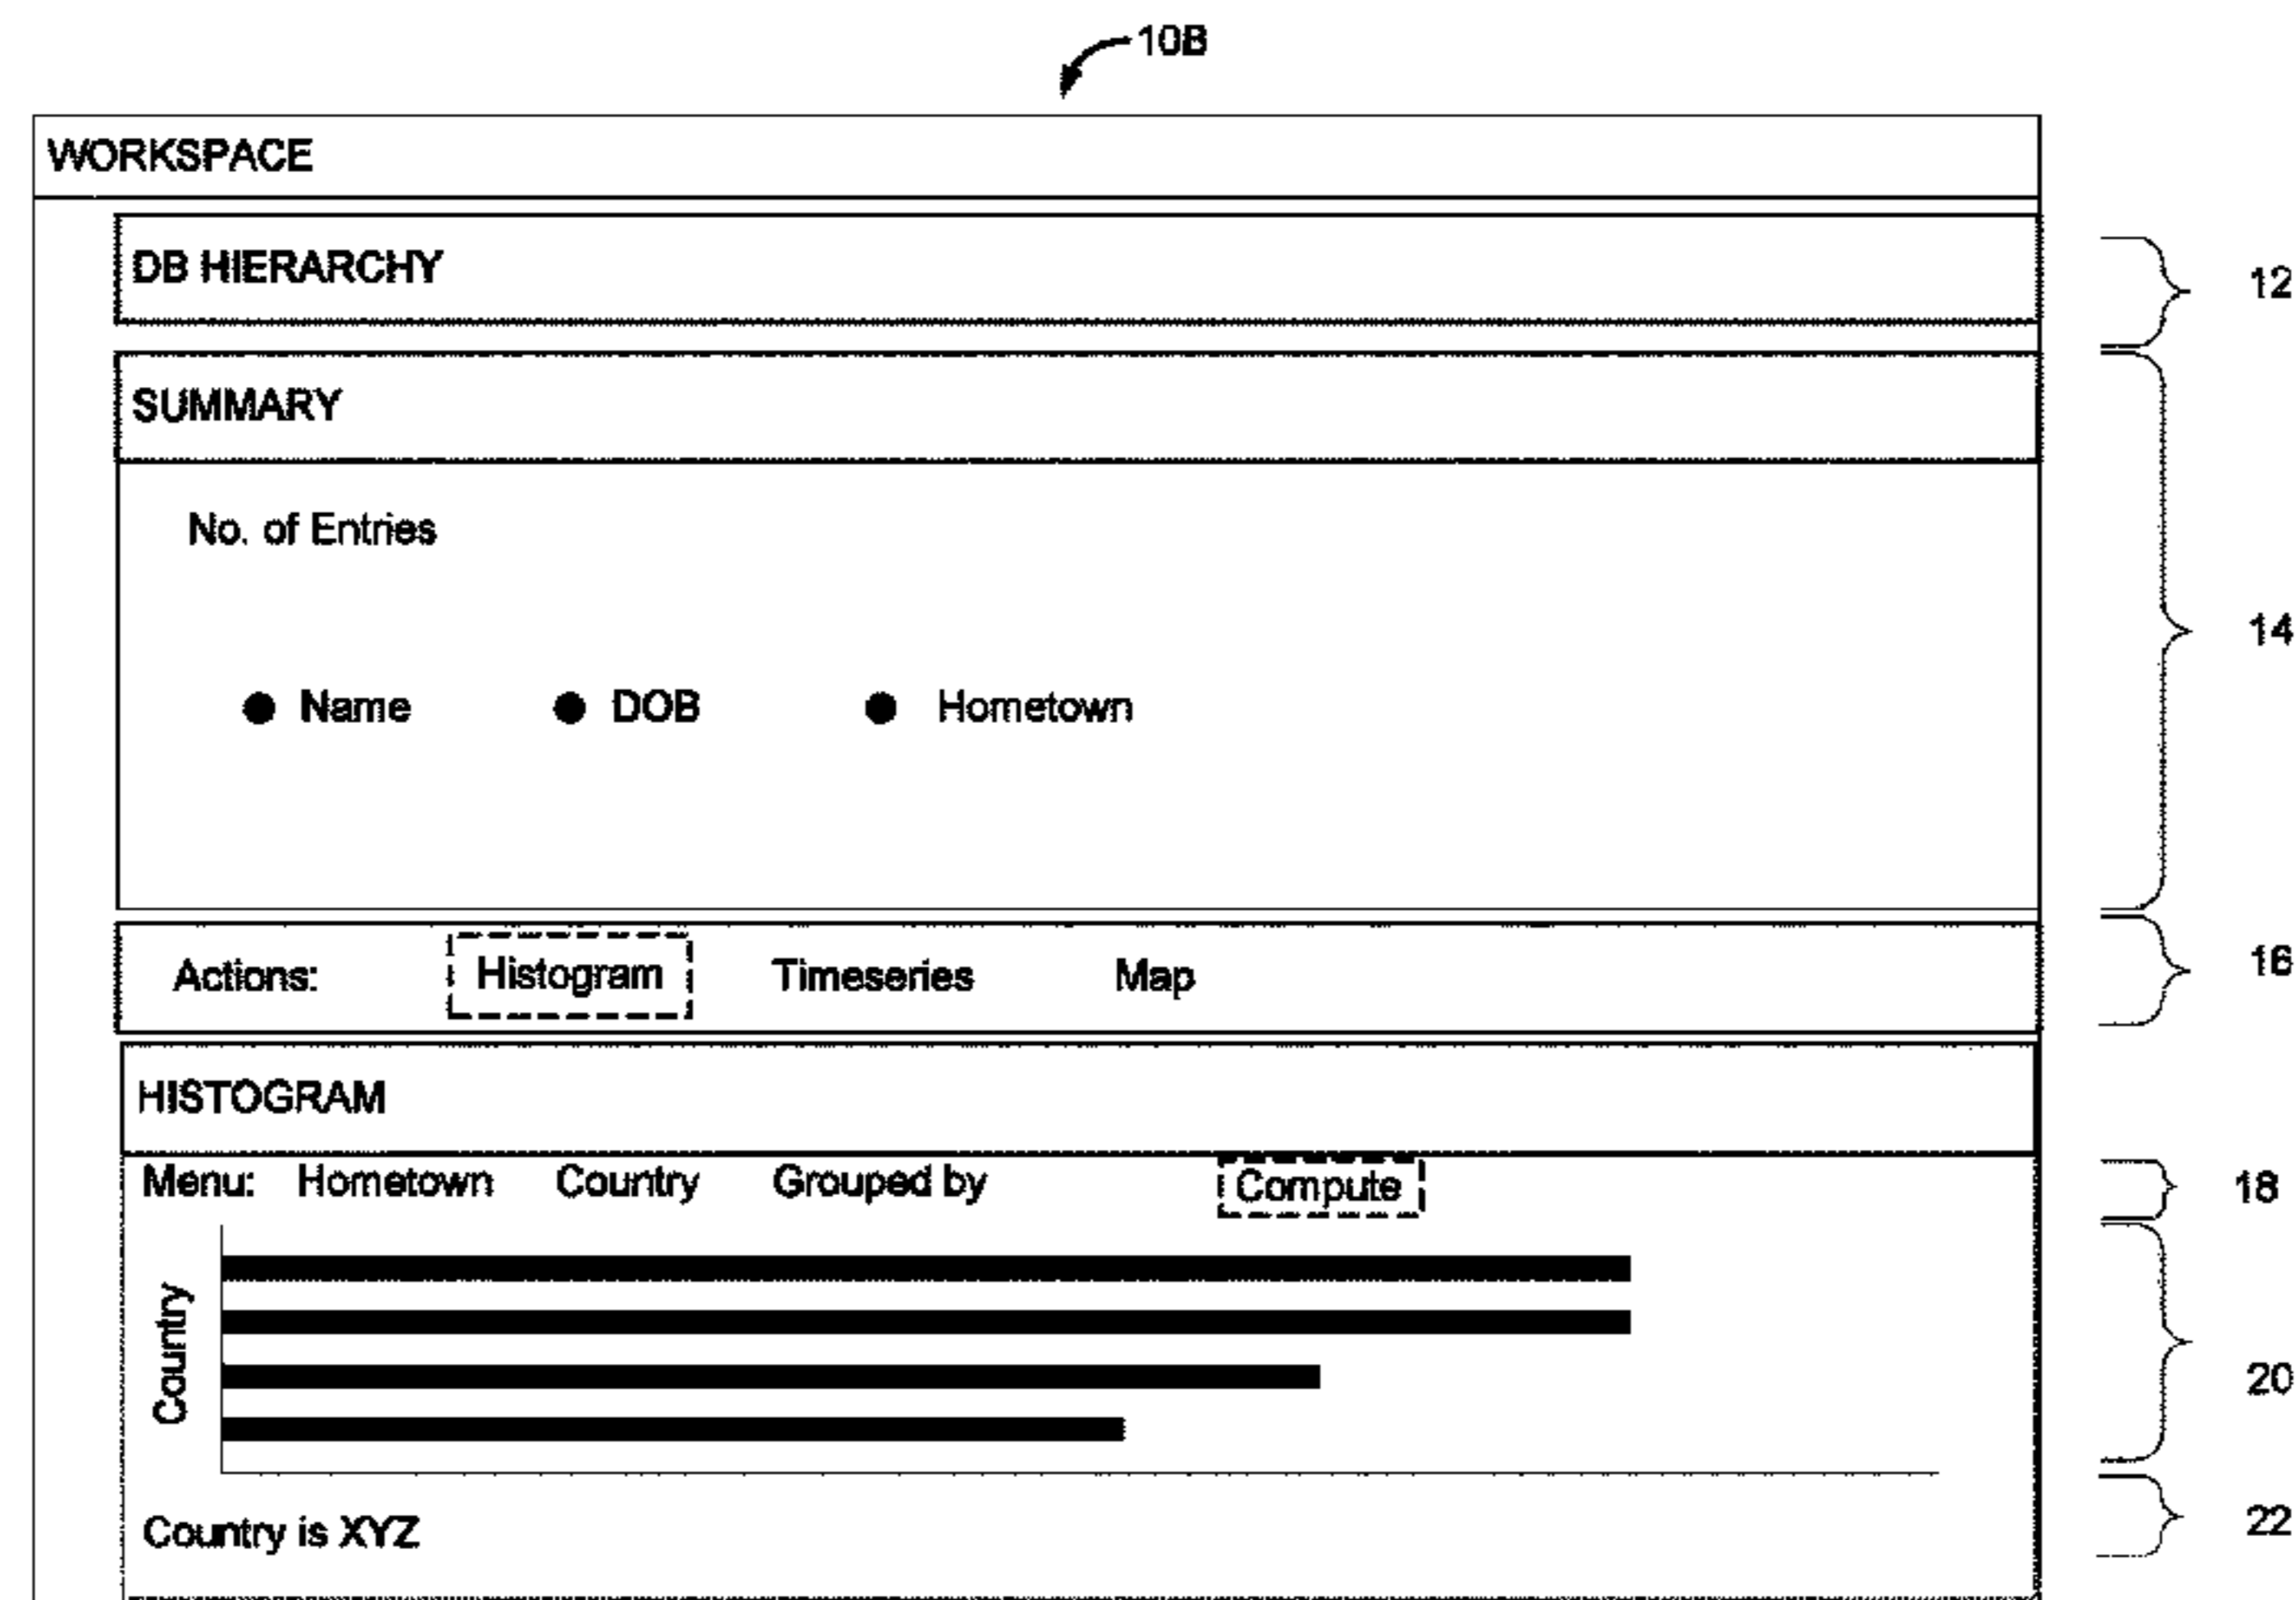 10B
WORKSPACE
DB HIERARCHY
12
SUMMARY
No. of Entries
14
Name DOB Hometown
Actions: Histogram Timeseries Map
16
HISTOGRAM
Menu: Hometown Country Grouped by Compute
18
Country
20
Country is XYZ
22